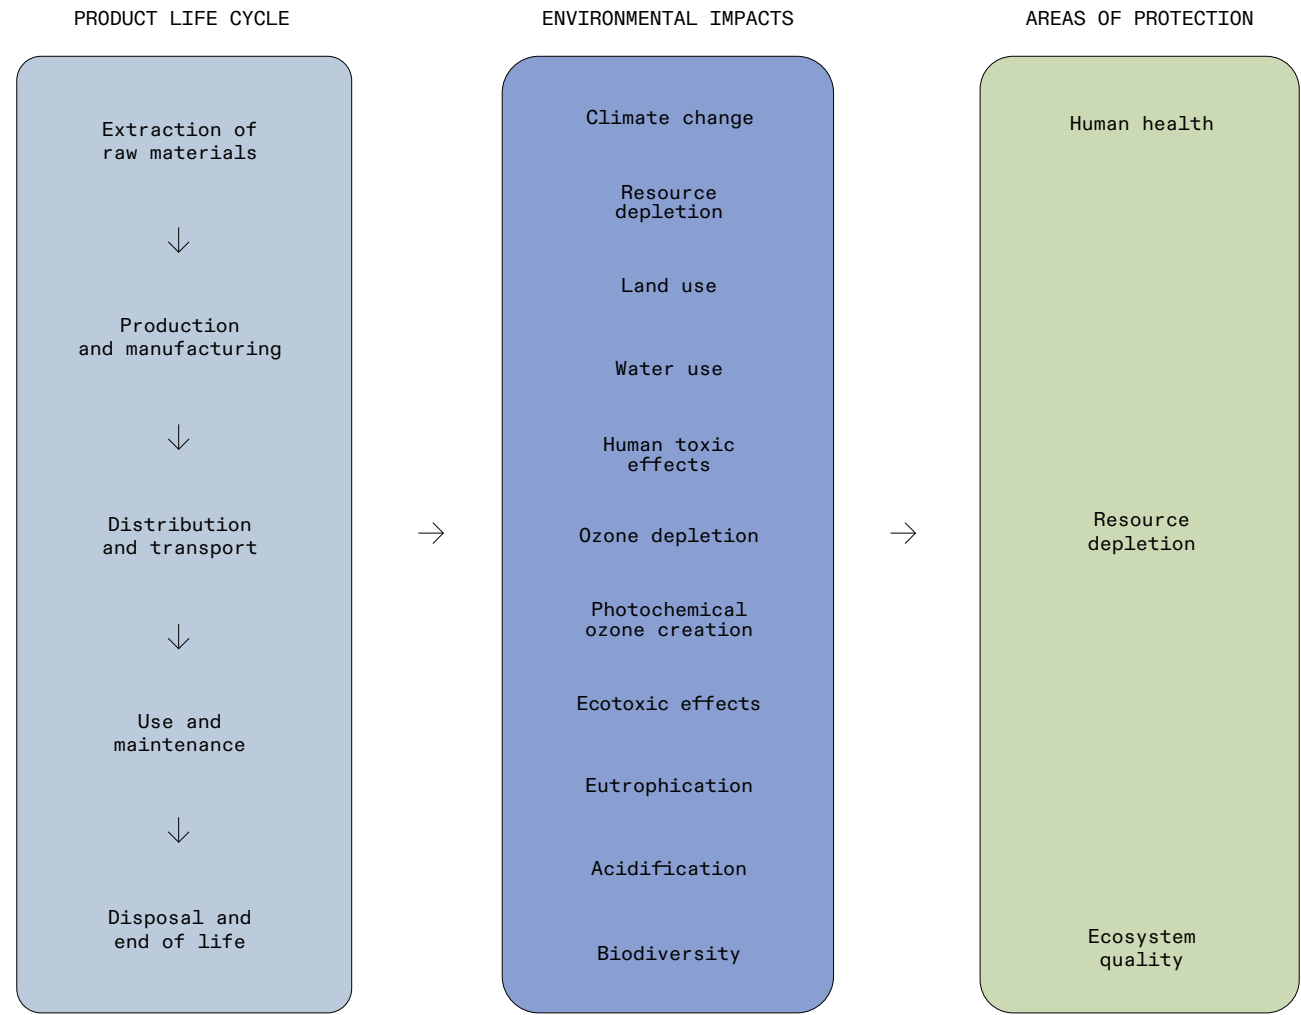 PRODUCT LIFE CYCLE
Extraction of
raw materials
Production
and manufacturing
Distribution
and transport
Use and
maintenance
Disposal and
end of life
ENVIRONMENTAL IMPACTS
Climate change
Resource
depletion
Land use
Water use
Human toxic
effects
Ozone depletion
Photochemical
ozone creation
Ecotoxic effects
Eutrophication
Acidification
Biodiversity
AREAS OF PROTECTION
Human health
Resource
depletion
Ecosystem
quality